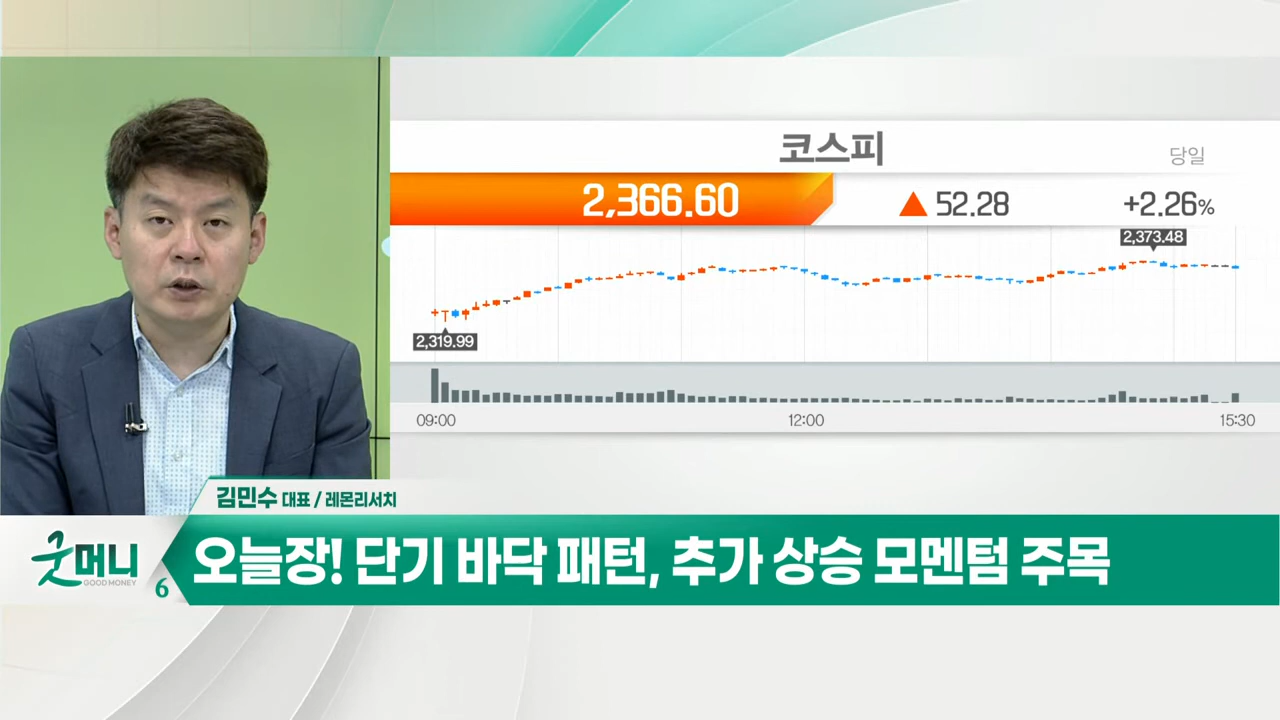 코스피
당일
2,366.60
▲ 52.28
+2.26%
2,373.48
2,319.99
09:00
12:00
15:30
김민수 대표 / 레몬리서치
굿머니
GOOD MONEY
6
오늘장! 단기 바닥 패턴, 추가 상승 모멘텀 주목